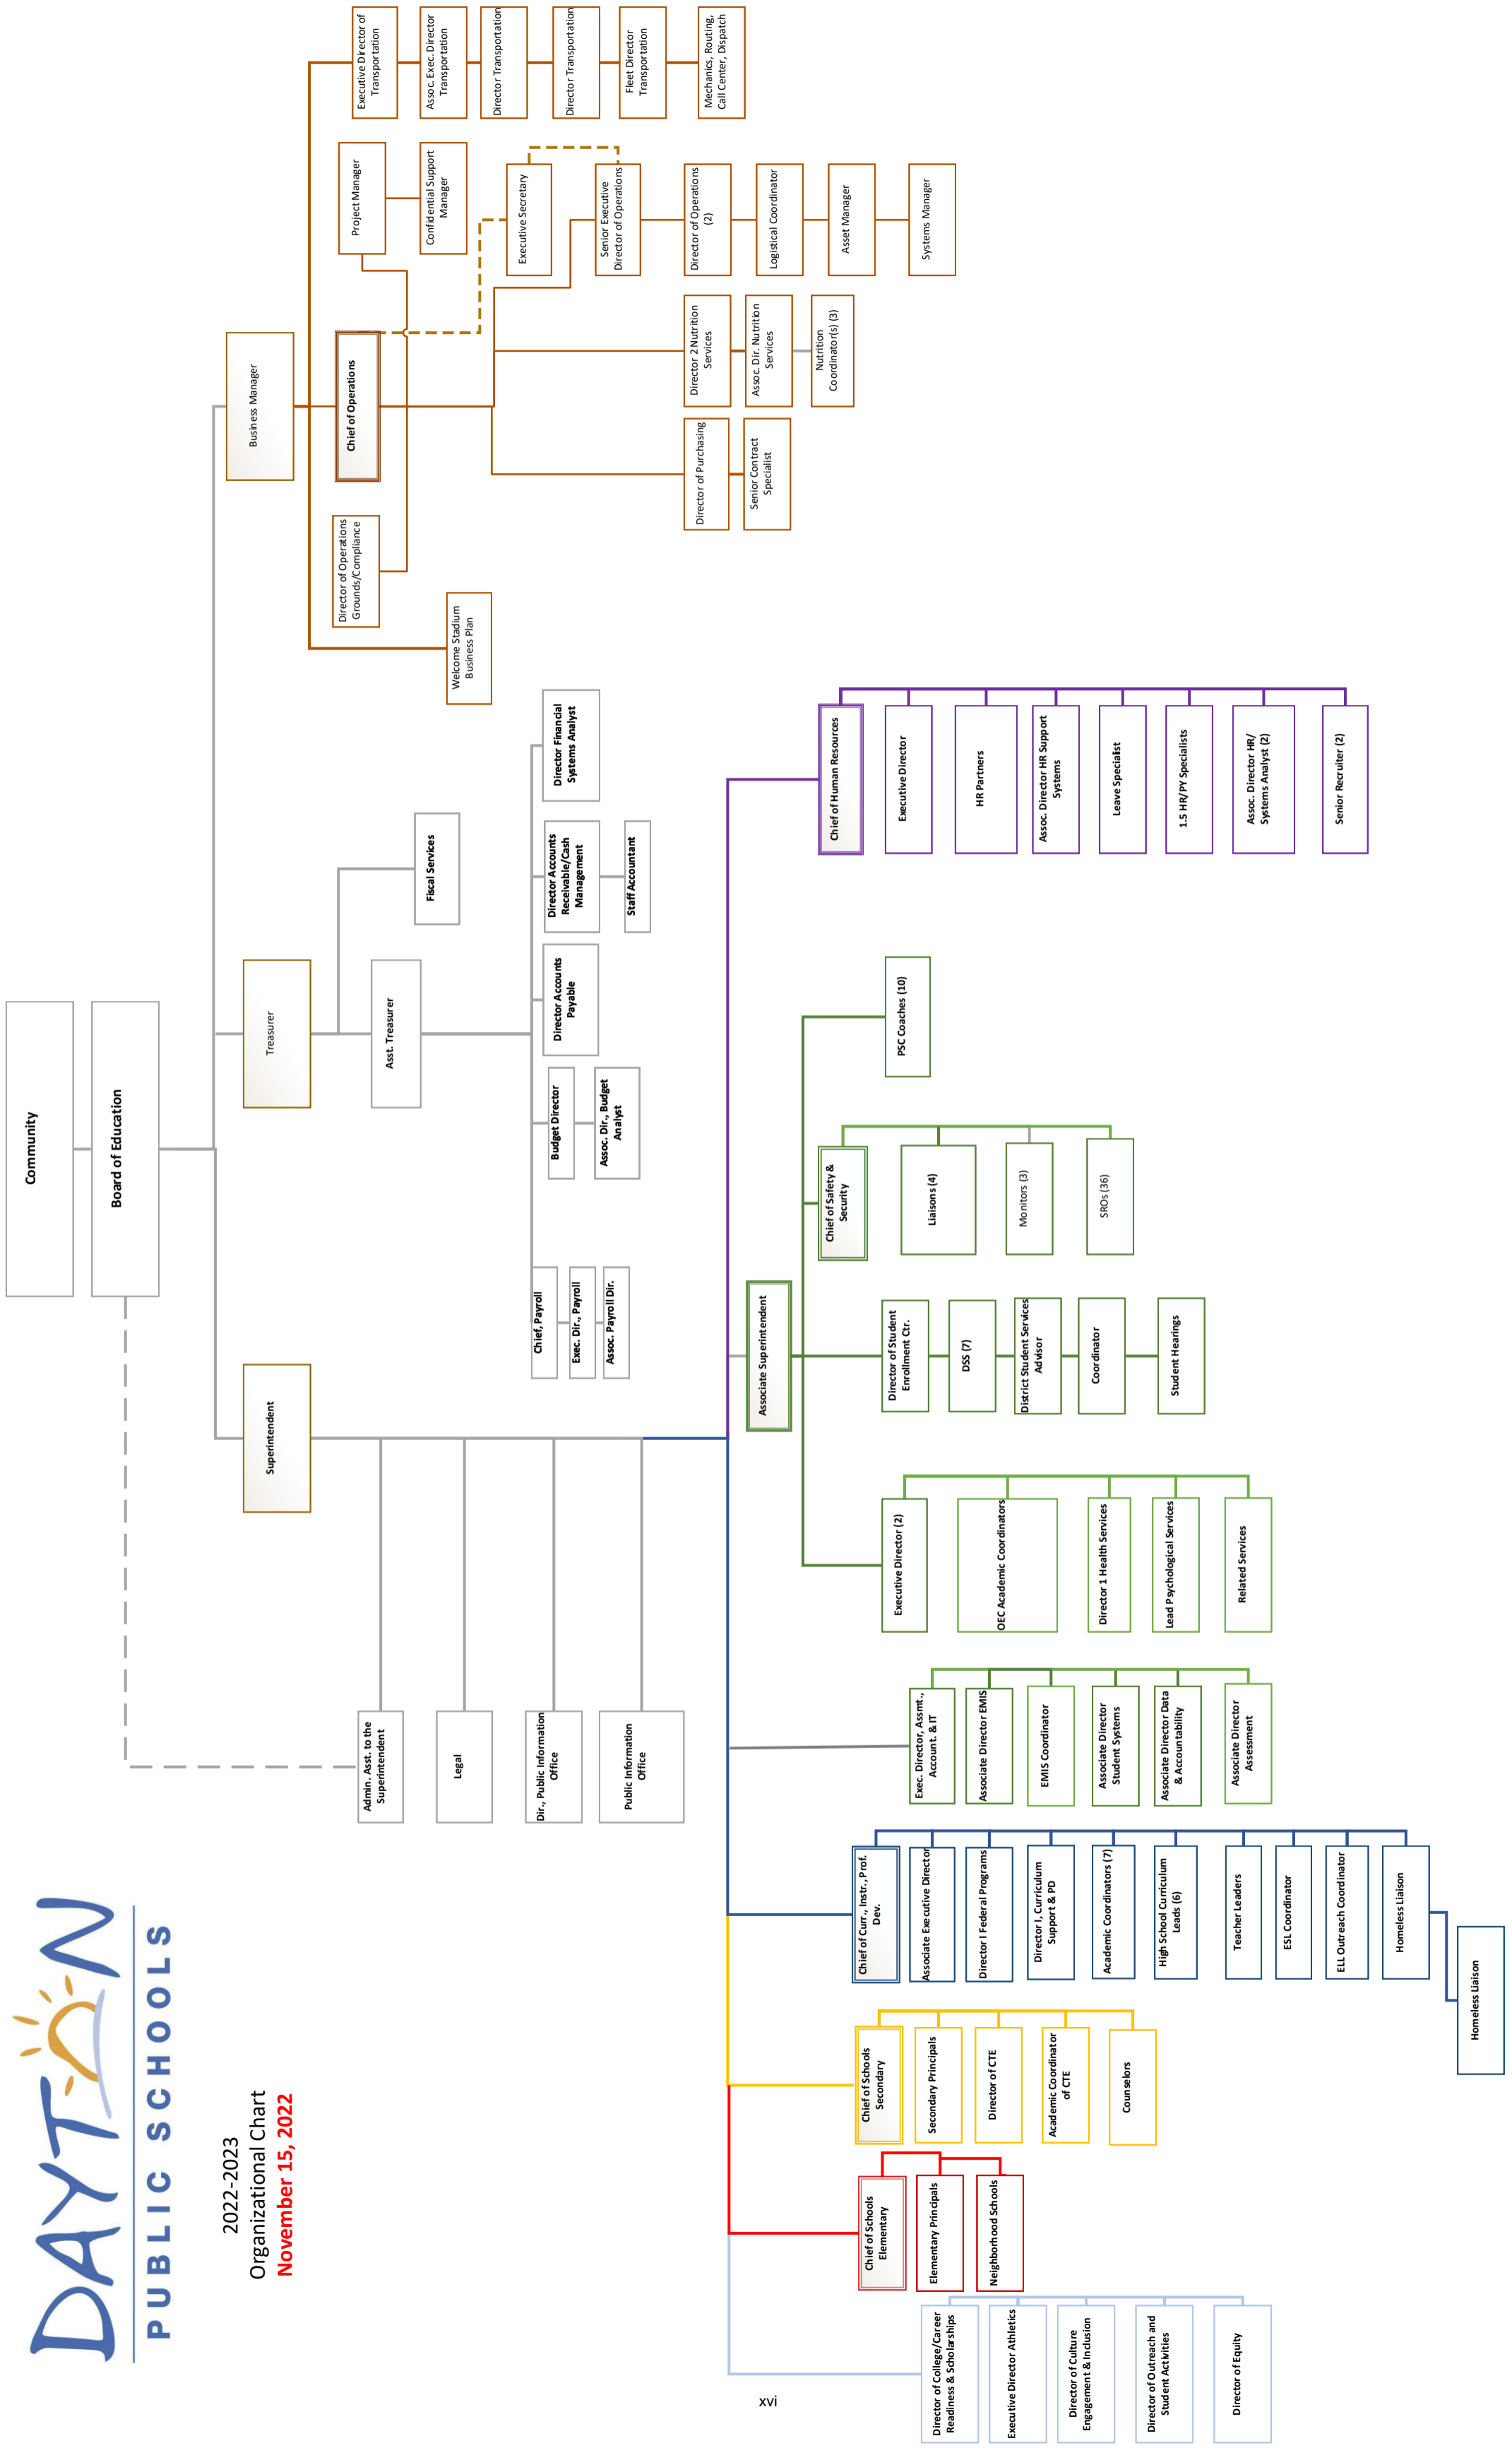 DAYTON
PUBLIC SCHOOLS
2022-2023
Organizational Chart
November 15, 2022
Community
Board of Education
Superintendent
Treasurer
Business Manager
Admin. Asst. to the
Superintendent
Legal
Dir., Public Information
Office
Public Information
Office
Asst. Treasurer
Fiscal Services
Chief, Payroll
Exec. Dir., Payroll
Assoc. Payroll Dir.
Budget Director
Assoc. Dir., Budget
Analyst
Director Accounts
Payable
Director Accounts
Receivable/Cash
Management
Staff Accountant
Director Financial
Systems Analyst
Welcome Stadium
Business Plan
Director of Operations
Grounds/Compliance
Chief of Operations
Project Manager
Confidential Support
Manager
Executive Director of
Transportation
Assoc. Exec. Director
Transportation
Director Transportation
Director Transportation
Fleet Director
Transportation
Mechanics, Routing,
Call Center, Dispatch
Executive Secretary
Senior Executive
Director of Operations
Director of Operations
(2)
Logistical Coordinator
Asset Manager
Systems Manager
Director 2 Nutrition
Services
Assoc. Dir. Nutrition
Services
Nutrition
Coordinator(s) (3)
Director of Purchasing
Senior Contract
Specialist
Director of College/Career
Readiness & Scholarships
Executive Director Athletics
Director of Culture
Engagement & Inclusion
Director of Outreach and
Student Activities
Director of Equity
Chief of Schools
Elementary
Elementary Principals
Neighborhood Schools
Chief of Schools
Secondary
Secondary Principals
Director of CTE
Academic Coordinator
of CTE
Counselors
Chief of Curr., Instr., Prof.
Dev.
Associate Executive Director
Director I Federal Programs
Director I, Curriculum
Support & PD
Academic Coordinators (7)
High School Curriculum
Leads (6)
Teacher Leaders
ESL Coordinator
ELL Outreach Coordinator
Homeless Liaison
Homeless Liaison
Exec. Director, Assmt.,
Account. & IT
Associate Director EMIS
EMIS Coordinator
Associate Director
Student Systems
Associate Director Data
& Accountability
Associate Director
Assessment
Associate Superintendent
Executive Director (2)
OEC Academic Coordinators
Director 1 Health Services
Lead Psychological Services
Related Services
Director of Student
Enrollment Ctr.
DSS (7)
District Student Services
Advisor
Coordinator
Student Hearings
Chief of Safety &
Security
Liaisons (4)
Monitors (3)
SROs (36)
PSC Coaches (10)
Chief of Human Resources
Executive Director
HR Partners
Assoc. Director HR Support
Systems
Leave Specialist
1.5 HR/PY Specialists
Assoc. Director HR/
Systems Analyst (2)
Senior Recruiter (2)
xvi